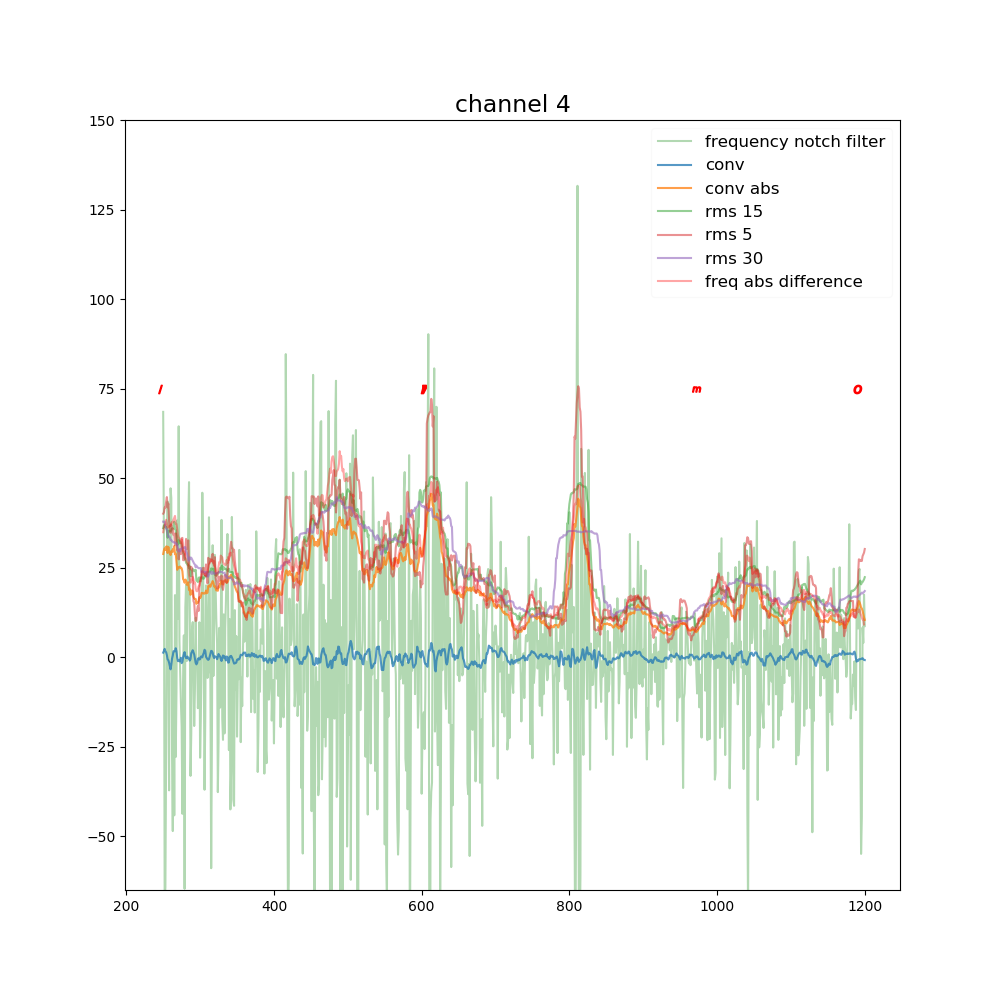 channel 4
150
125
100
75
50
25
0
−25
−50
frequency notch filter
conv
conv abs
rms 15
rms 5
rms 30
freq abs difference
l , m o
200 400 600 800 1000 1200